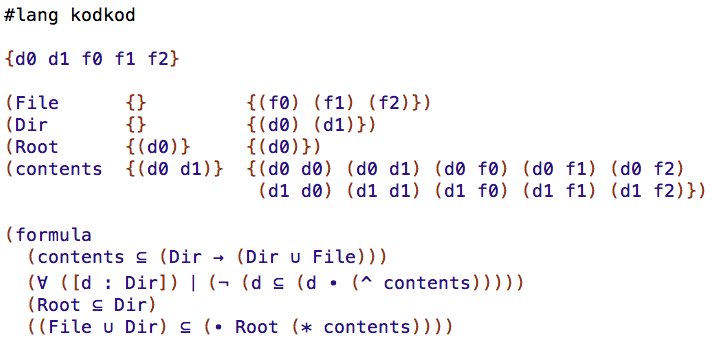 #lang kodkod
{d0 d1 f0 f1 f2}
(File {} {(f0) (f1) (f2)})
(Dir {} {(d0) (d1)})
(Root {(d0)} {(d0)})
(contents {(d0 d1)} {(d0 d0) (d0 d1) (d0 f0) (d0 f1) (d0 f2)
(d1 d0) (d1 d1) (d1 f0) (d1 f1) (d1 f2)})
(formula
(contents ⊆ (Dir → (Dir ∪ File)))
(∀ ([d : Dir]) | (¬ (d ⊆ (d • (^ contents)))))
(Root ⊆ Dir)
((File ∪ Dir) ⊆ (• Root (∗ contents))))